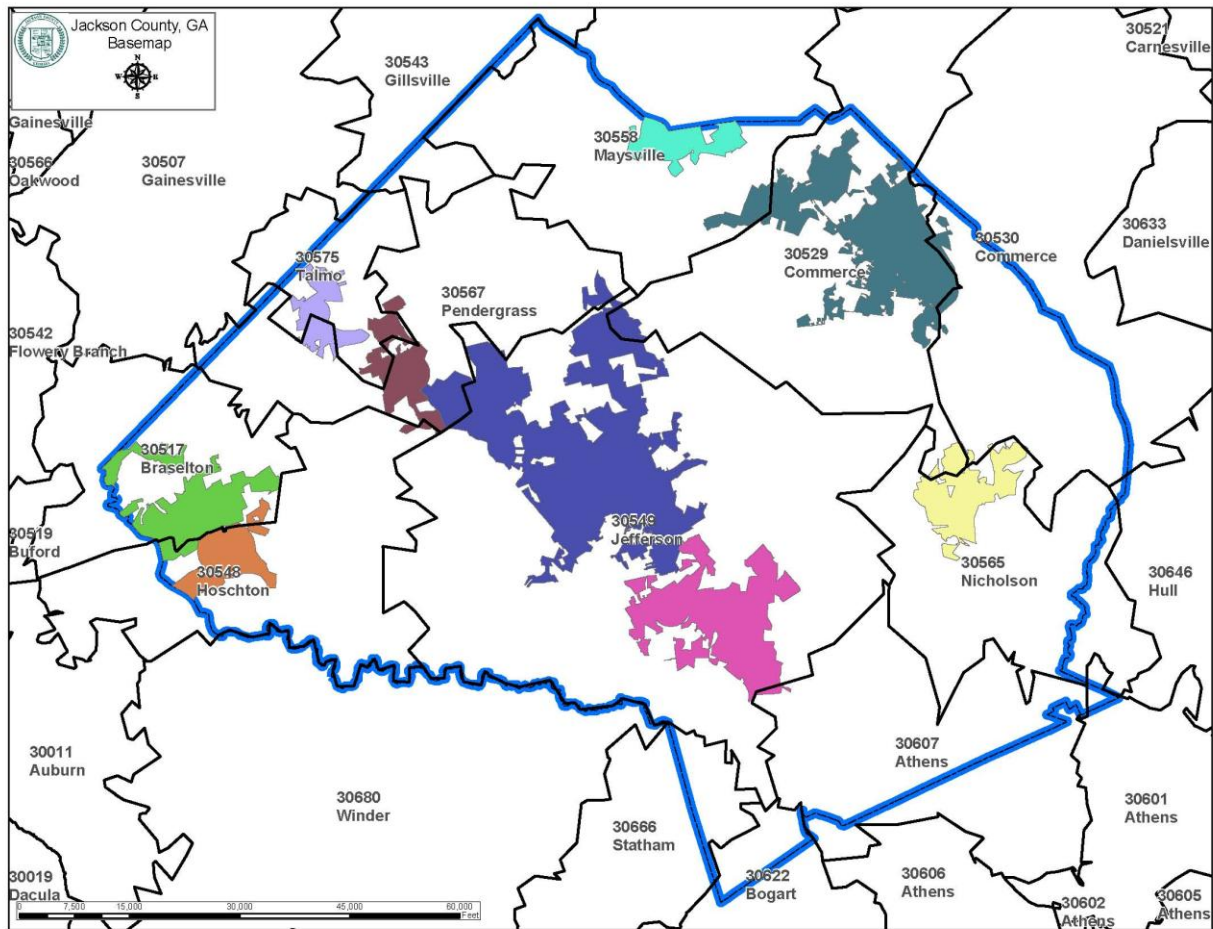 Jackson County, GA
Basemap
N
W
E
S
30521
Carnesville
30543
Gillsville
Gainesville
30566
Oakwood
30507
Gainesville
30558
Maysville
30633
Danielsville
30530
Commerce
30529
Commerce
30575
Talmo
30567
Pendergrass
30542
Flowery Branch
30517
Braselton
30519
Buford
30549
Jefferson
30548
Hoschton
30565
Nicholson
30646
Hull
30011
Auburn
30607
Athens
30680
Winder
30666
Statham
30601
Athens
30019
Dacula
30622
Bogart
30606
Athens
30602
Athens
30605
Athens
0 7,500 15,000 30,000 45,000 60,000
Feet